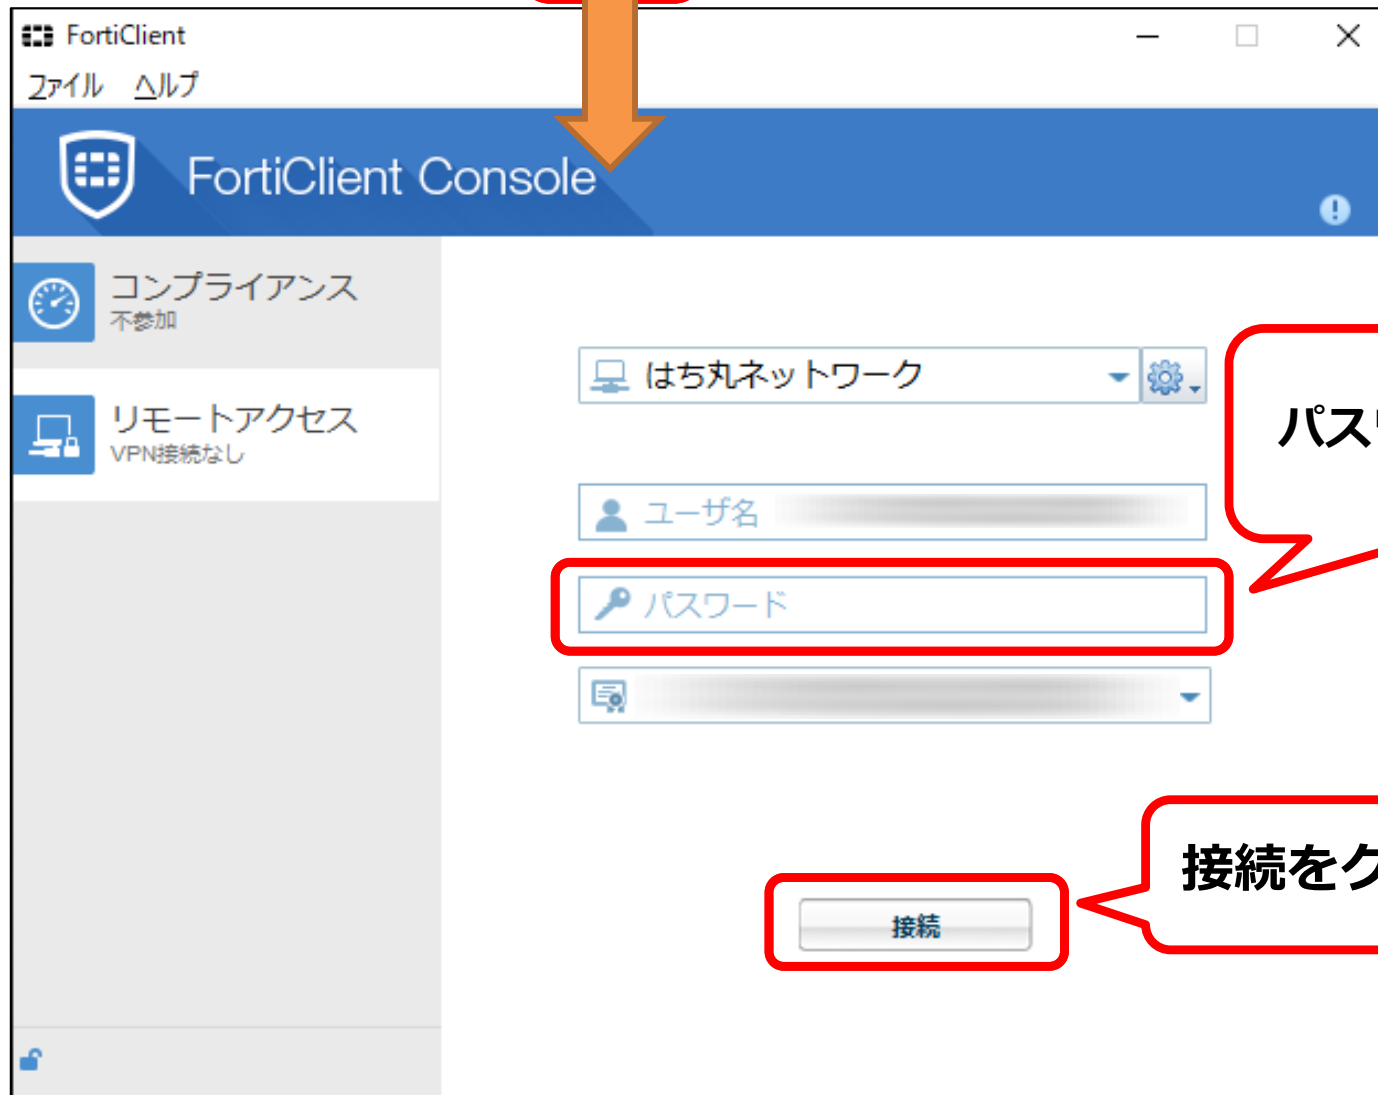 FortiClient
ファイル ヘルプ
FortiClient Console
コンプライアンス
不参加
リモートアクセス
VPN接続なし
はち丸ネットワーク
ユーザ名
パスワード
パス
接続をク
接続